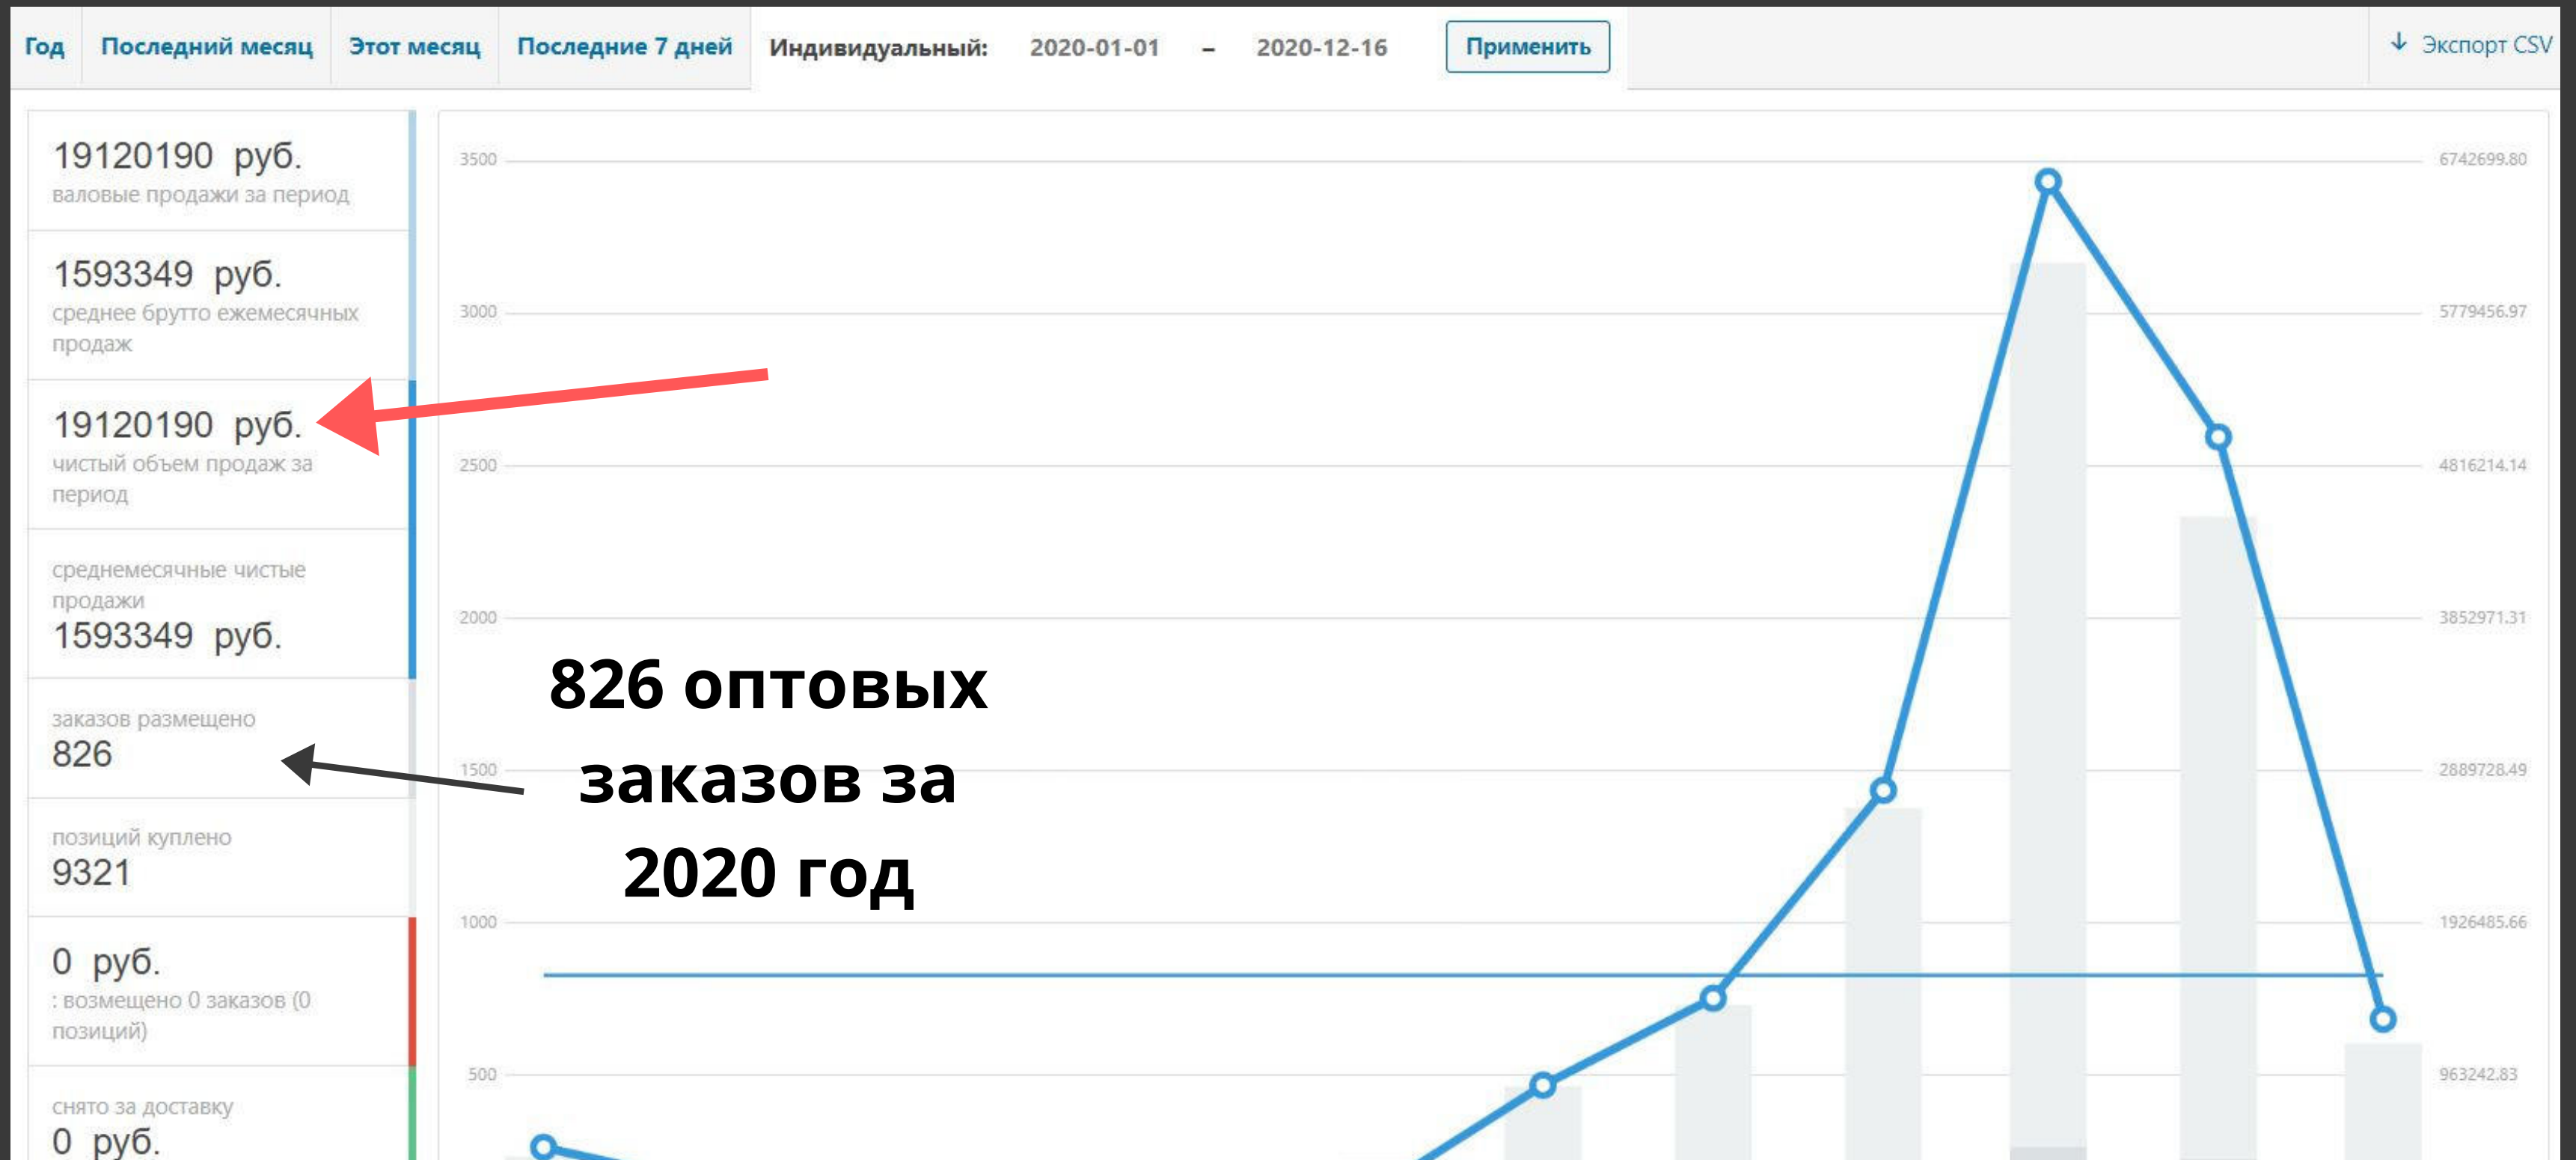 Год Последний месяц Этот месяц Последние 7 дней Индивидуальный: 2020-01-01 – 2020-12-16 Применить Экспорт CSV
19120190 руб.
валовые продажи за период
1593349 руб.
среднее брутто ежемесячных
продаж
19120190 руб.
чистый объем продаж за
период
среднемесячные чистые
продажи
1593349 руб.
заказов размещено
826
позиций куплено
9321
0 руб.
: возмещено 0 заказов (0
позиций)
снято за доставку
0 руб.
826 оптовых
заказов за
2020 год
3500
3000
2500
2000
1500
1000
500
6742699.80
5779456.97
4816214.14
3852971.31
2889728.49
1926485.66
963242.83